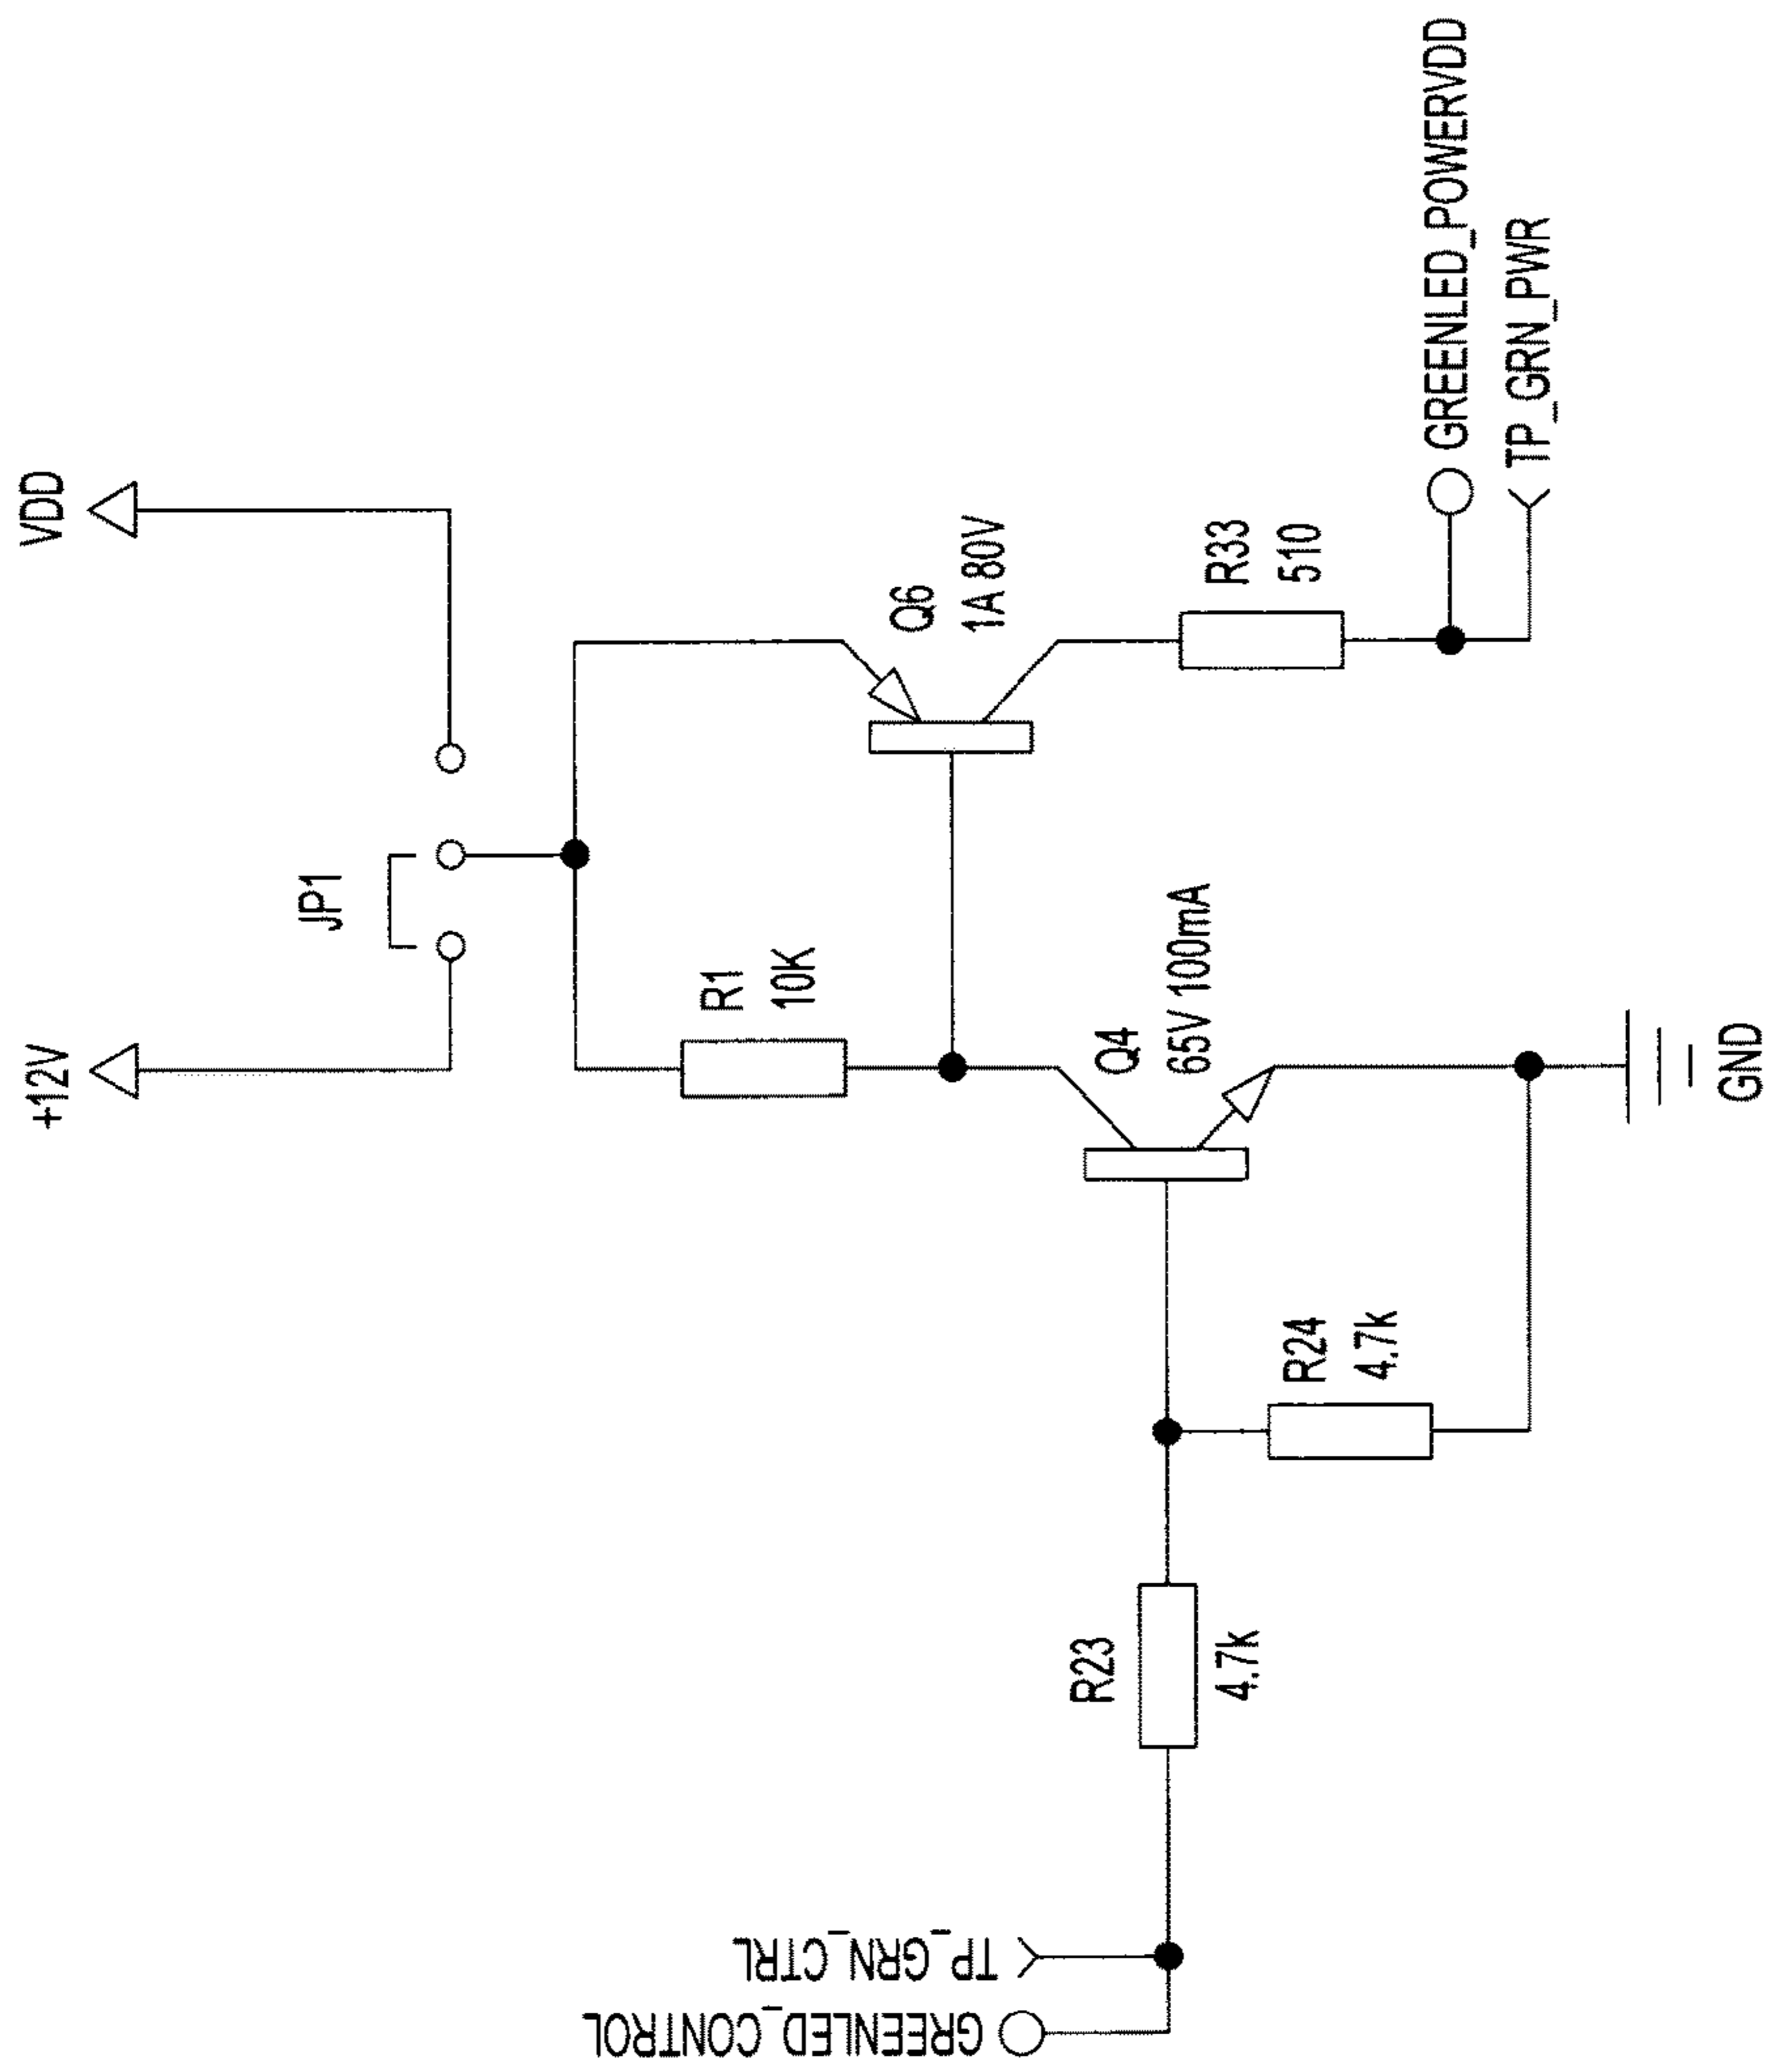 VDD
+12V
JP1
Q6
1A 80V
R1
10K
R33
510
GREENLED_POWERVDD
TP_GRN_PWR
Q4
65V 100mA
GND
R24
4.7k
R23
4.7k
TP_GRN_CTRL
GREENLED_CONTROL